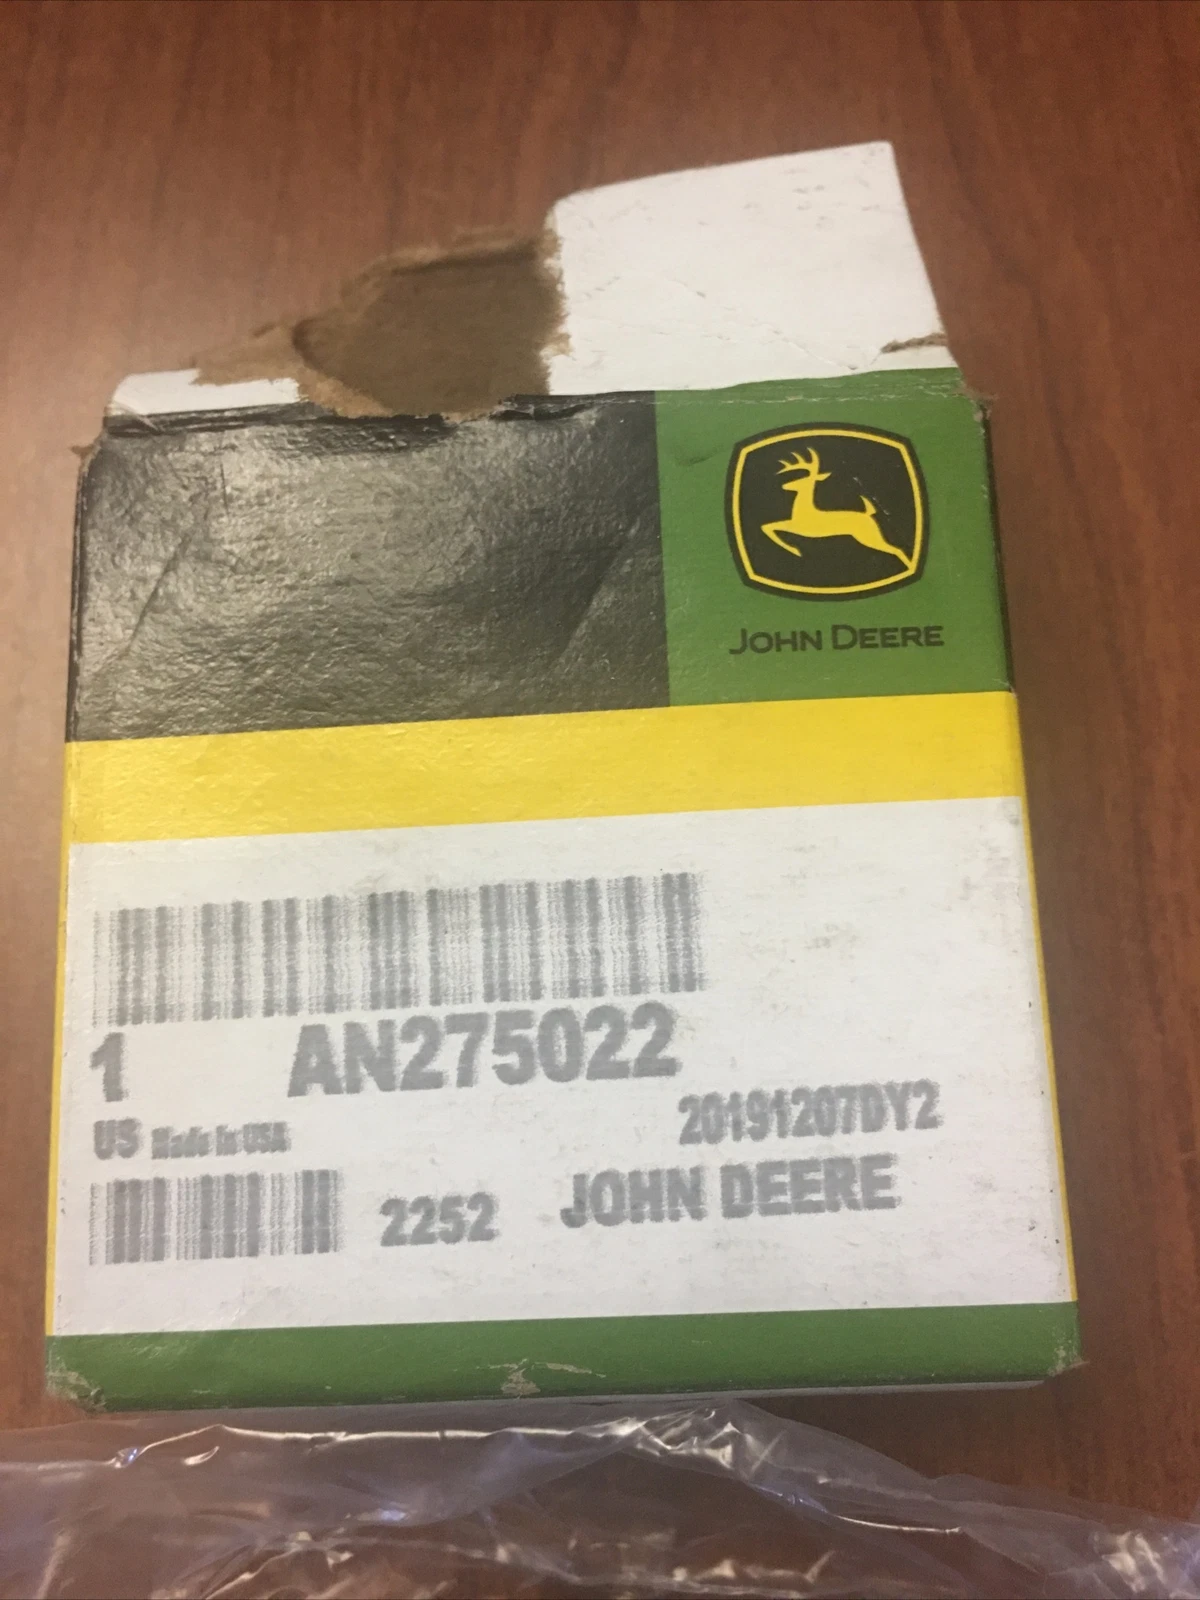 JOHN DEERE
1 AN275022
20191207DY2
US Made in USA
2252 JOHN DEERE